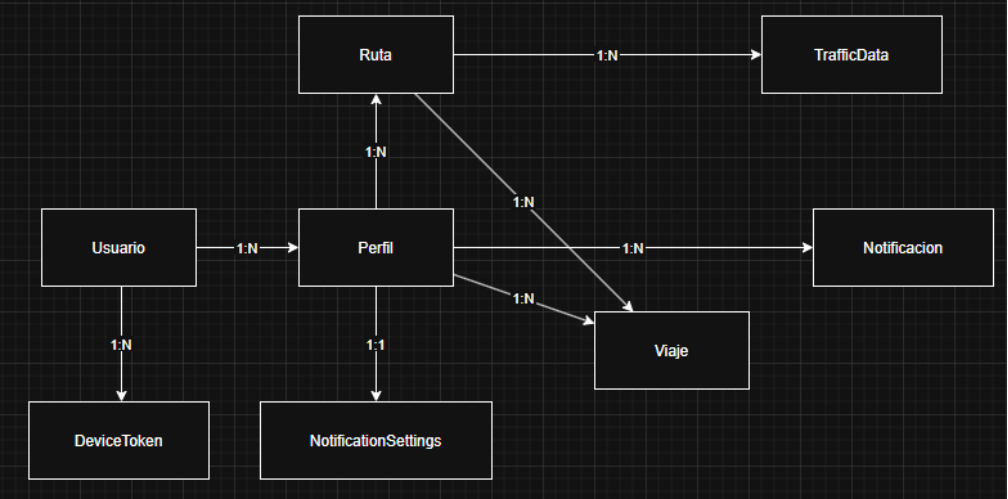 Ruta
1:N
TrafficData
1:N
1:N
Usuario
1:N
Perfil
1:N
Notificacion
1:N
1:N
1:1
Viaje
DeviceToken
NotificationSettings